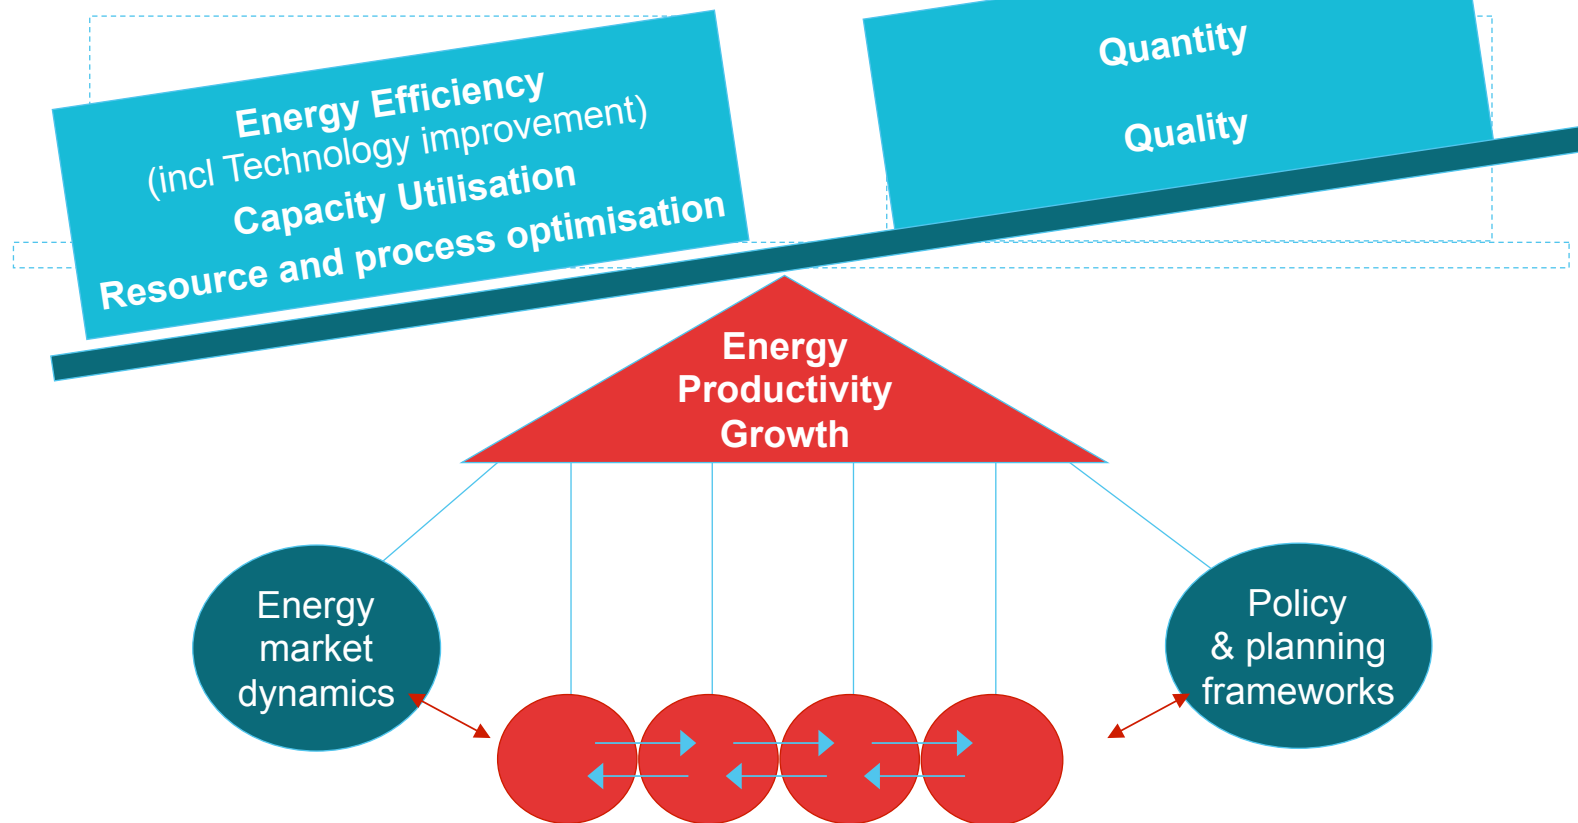 Energy Efficiency
(incl Technology improvement)
Capacity Utilisation
Resource and process optimisation
Quantity
Quality
Energy
Productivity
Growth
Energy
market
dynamics
Policy
& planning
frameworks